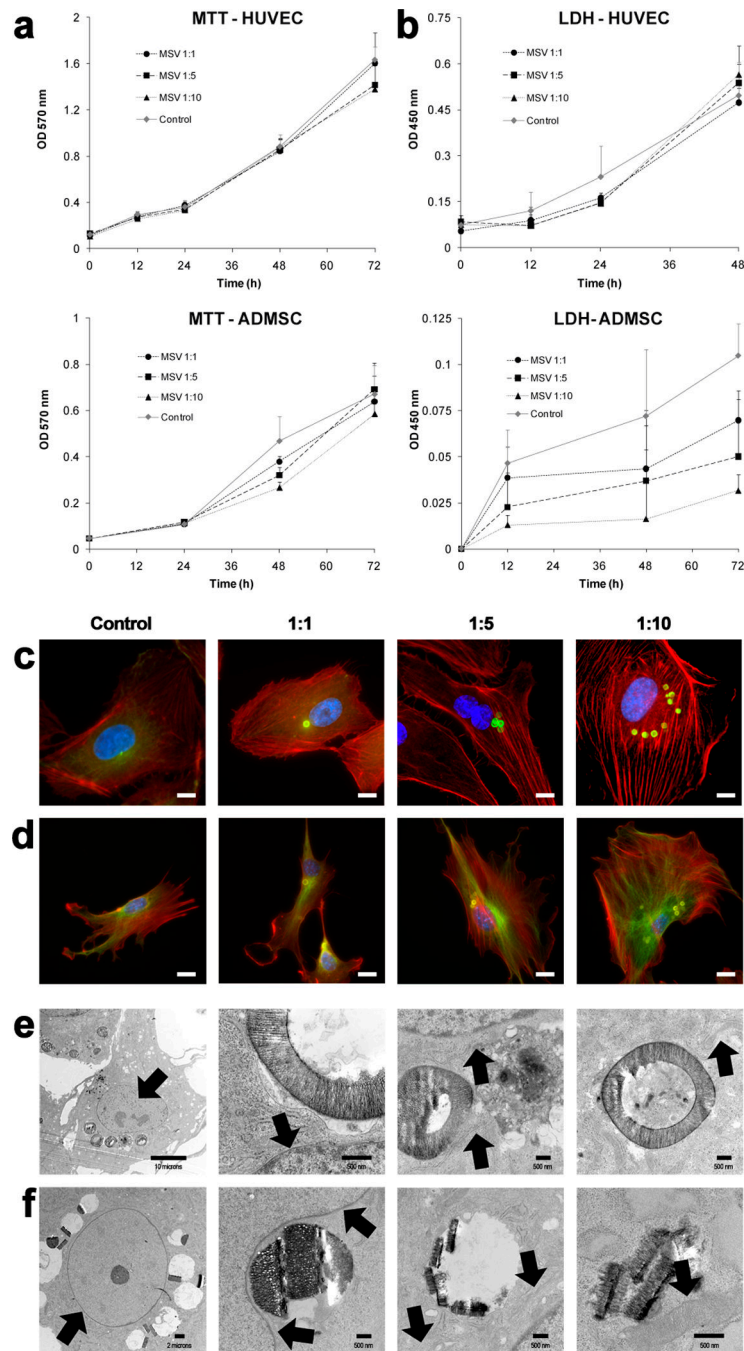 a
MTT - HUVEC
2
1.6
1.2
0.8
0.4
0
OD 570 nm
MSV 1:1
MSV 1:5
MSV 1:10
Control
0 12 24 36 48 60 72
Time (h)
b
LDH - HUVEC
0.75
0.6
0.45
0.3
0.15
0
OD 450 nm
MSV 1:1
MSV 1:5
MSV 1:10
Control
0 12 24 36 48
Time (h)
MTT - ADMSC
1
0.8
0.6
0.4
0.2
0
OD 570 nm
MSV 1:1
MSV 1:5
MSV 1:10
Control
0 12 24 36 48 60 72
Time (h)
LDH-ADMSC
0.125
0.1
0.075
0.05
0.025
0
OD 450 nm
MSV 1:1
MSV 1:5
MSV 1:10
Control
0 12 24 36 48 60 72
Time (h)
Control 1:1 1:5 1:10
c
d
e
10 microns
500 nm
500 nm
500 nm
f
2 microns
500 nm
500 nm
500 nm